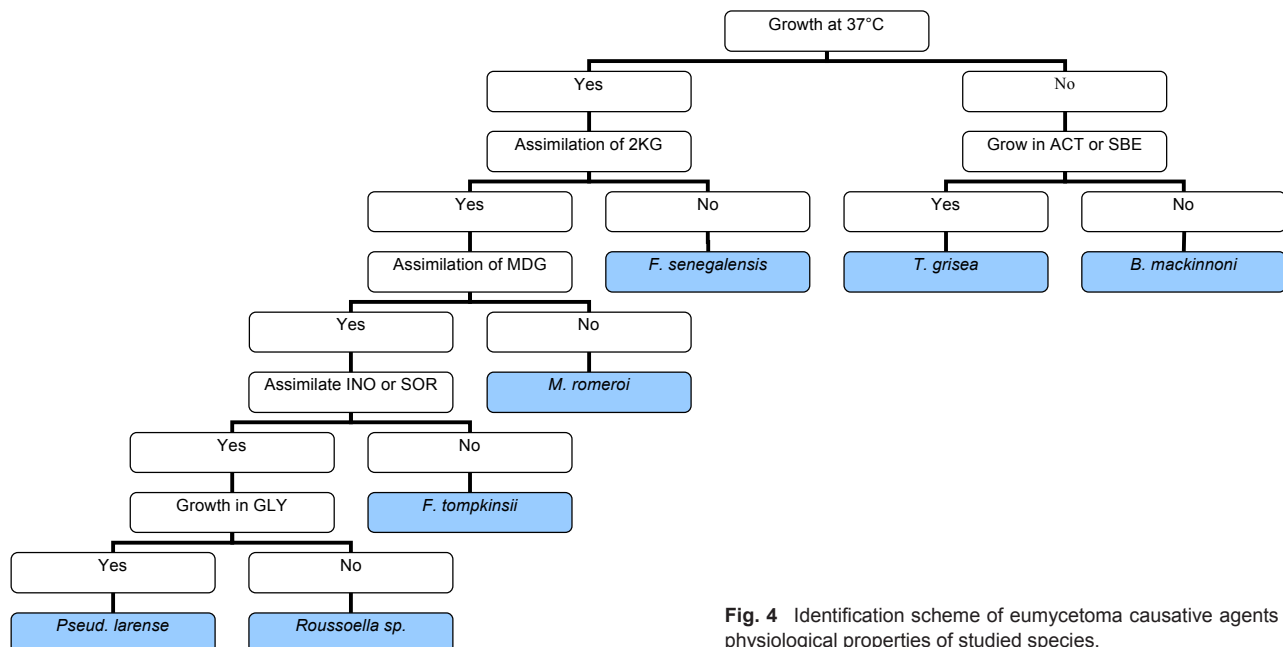 Growth at 37°C
Yes
No
Assimilation of 2KG
Grow in ACT or SBE
Yes
No
Yes
No
Assimilation of MDG
F. senegalensis
T. grisea
B. mackinnoni
Yes
No
Assimilate INO or SOR
M. romeroi
Yes
No
Growth in GLY
F. tompkinsii
Yes
No
Pseud. larense
Roussoella sp.
Fig. 4 Identification scheme of eumycetoma causative agents
physiological properties of studied species.